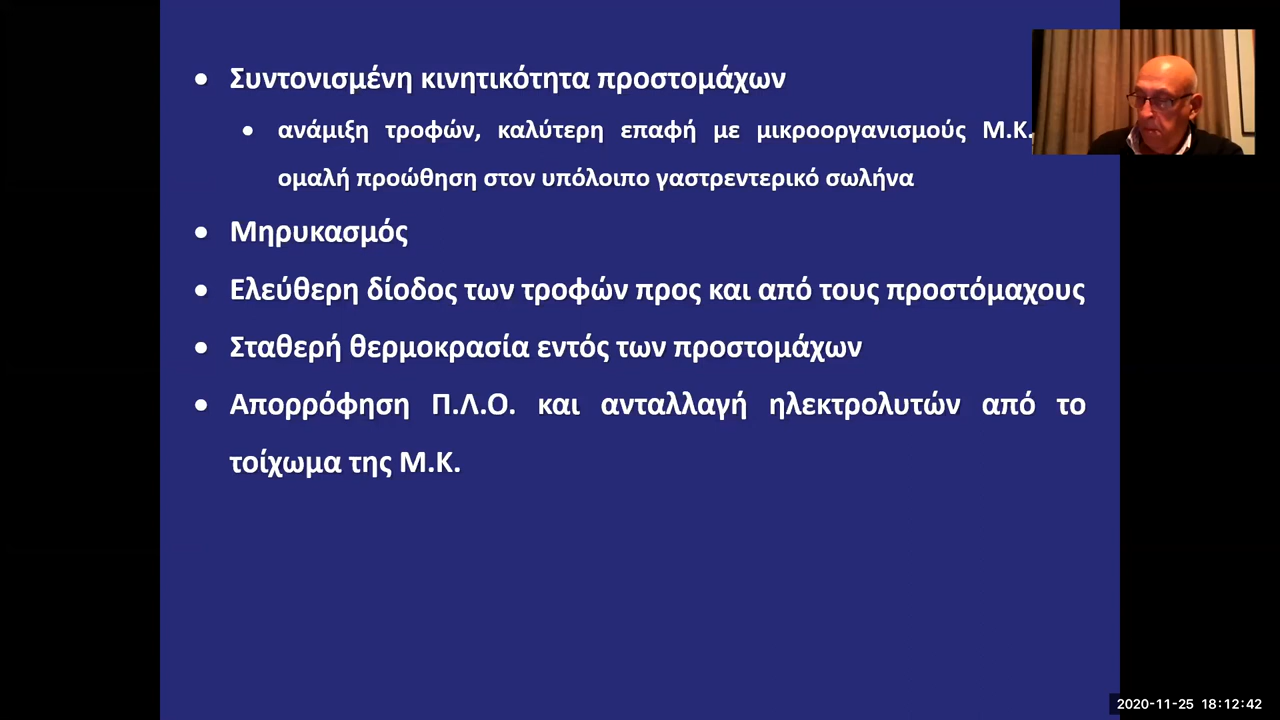 • Συντονισμένη κινητικότητα προστομάχων
• ανάμιξη τροφών, καλύτερη επαφή με μικροοργανισμούς Μ.Κ.
ομαλή προώθηση στον υπόλοιπο γαστρεντερικό σωλήνα
• Μηρυκασμός
• Ελεύθερη δίοδος των τροφών προς και από τους προστόμαχους
• Σταθερή θερμοκρασία εντός των προστομάχων
• Απορρόφηση Π.Λ.Ο. και ανταλλαγή ηλεκτρολυτών από το
τοίχωμα της Μ.Κ.
2020-11-25 18:12:42